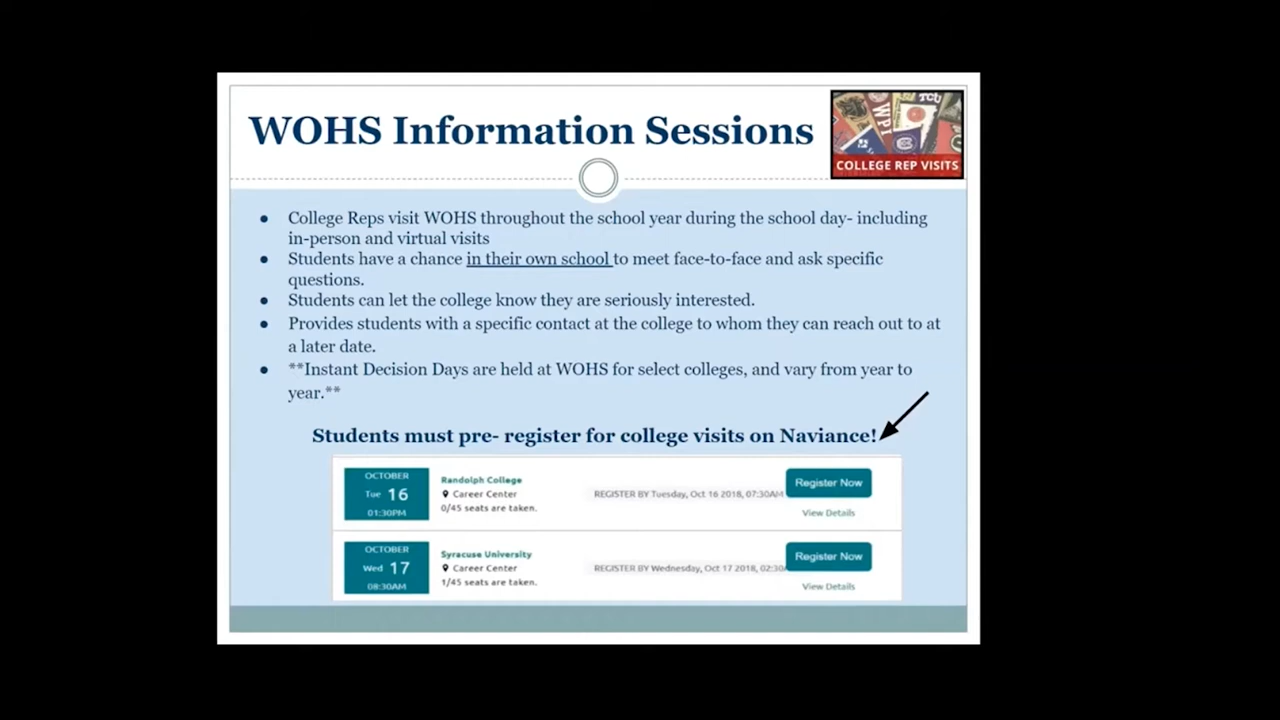 WOHS Information Sessions
TCU
WPI
COLLEGE REP VISITS
● College Reps visit WOHS throughout the school year during the school day- including
in-person and virtual visits
● Students have a chance in their own school to meet face-to-face and ask specific
questions.
● Students can let the college know they are seriously interested.
● Provides students with a specific contact at the college to whom they can reach out to at
a later date.
● **Instant Decision Days are held at WOHS for select colleges, and vary from year to
year.**
Students must pre- register for college visits on Naviance!
OCTOBER
Tue 16
01:30PM
Randolph College
Career Center
0/45 seats are taken.
REGISTER BY Tuesday, Oct 16 2018, 07:30AM
Register Now
View Details
OCTOBER
Wed 17
08:30AM
Syracuse University
Career Center
1/45 seats are taken.
REGISTER BY Wednesday, Oct 17 2018, 02:30
Register Now
View Details